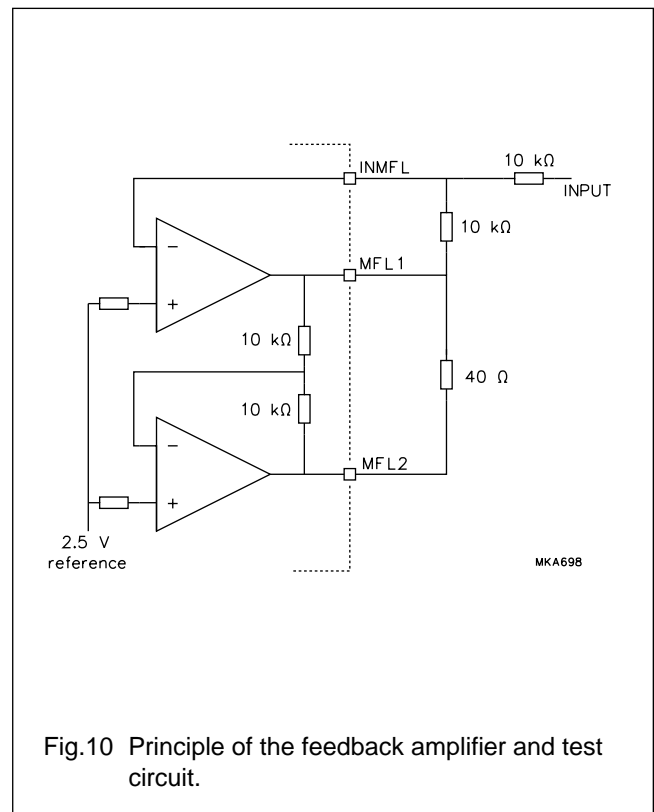 10 kΩ
INMFL
INPUT
10 kΩ
−
MFL1
+
10 kΩ
40 Ω
10 kΩ
−
MFL2
+
2.5 V
reference
MKA698
Fig.10 Principle of the feedback amplifier and test
circuit.